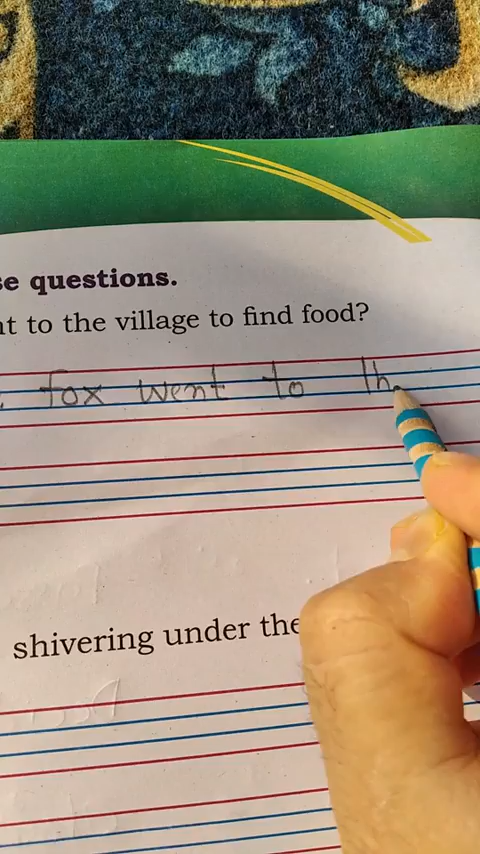 se questions.
nt to the village to find food?
. fox went to th
shivering under the